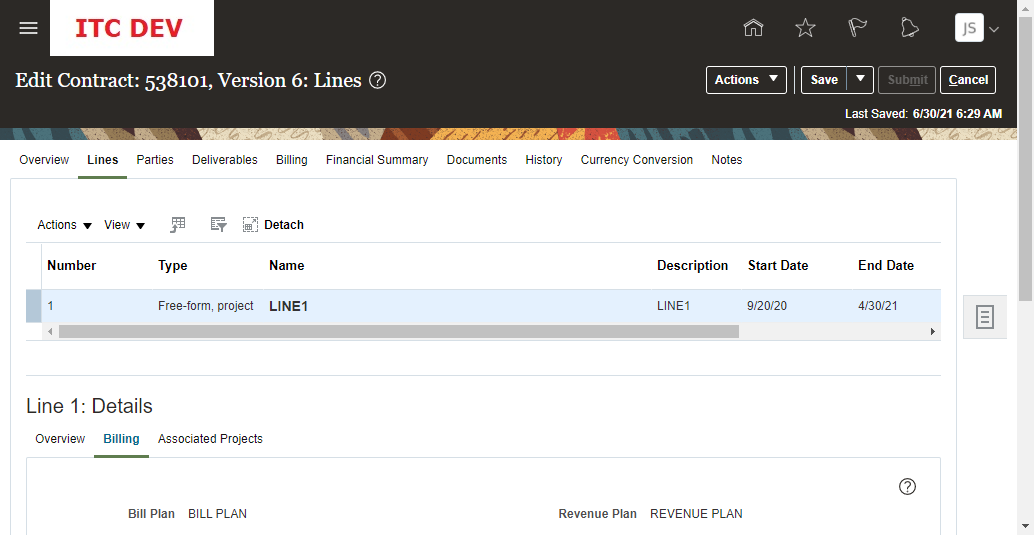 ITC DEV
JS
Edit Contract: 538101, Version 6: Lines ?
Actions Save Submit Cancel
Last Saved: 6/30/21 6:29 AM
Overview Lines Parties Deliverables Billing Financial Summary Documents History Currency Conversion Notes
Actions View Detach
Number Type Name Description Start Date End Date
1 Free-form, project LINE1 LINE1 9/20/20 4/30/21
Line 1: Details
Overview Billing Associated Projects
?
Bill Plan BILL PLAN Revenue Plan REVENUE PLAN